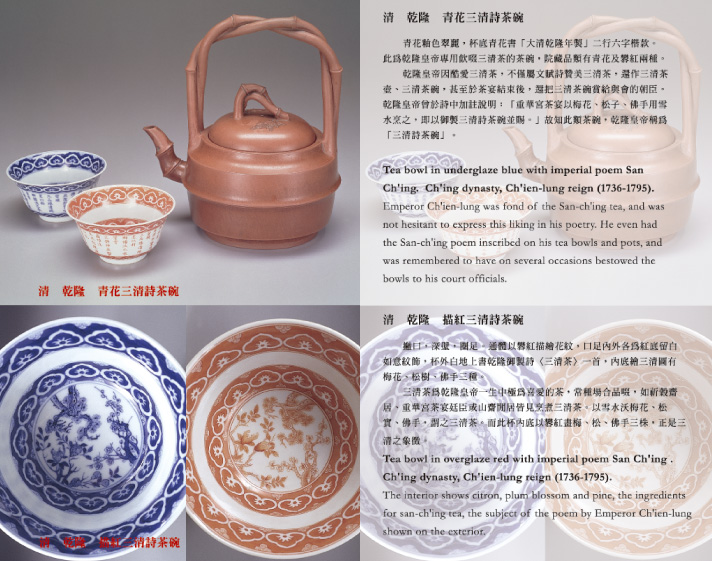 清　乾隆　青花三清詩茶碗
青花釉色翠麗，杯底青花書「大清乾隆年製」二行六字楷款。
此為乾隆皇帝專用飲啜三清茶的茶碗，院藏品類有青花及礬紅兩種。
乾隆皇帝因酷愛三清茶，不僅屢文賦詩贊美三清茶，還作三清茶
壺、三清茶碗，甚至於茶宴結束後，還把三清茶碗賞給與會的朝臣。
乾隆皇帝曾於詩中加註說明：「重華宮茶宴以梅花、松子、佛手用雪
水烹之，即以御製三清詩茶碗並賜。」故知此類茶碗，乾隆皇帝稱為
「三清詩茶碗」。
Tea bowl in underglaze blue with imperial poem San
Ch'ing. Ch'ing dynasty, Ch'ien-lung reign (1736-1795).
Emperor Ch'ien-lung was fond of the San-ch'ing tea, and was
not hesitant to express this liking in his poetry. He even had
the San-ch'ing poem inscribed on his tea bowls and pots, and
was remembered to have on several occasions bestowed the
bowls to his court officials.
清　乾隆　青花三清詩茶碗
清　乾隆　描紅三清詩茶碗
撇口，深壁，圈足。通體以礬紅描繪花紋，口足內外各為紅底留白
如意紋飾，杯外白地上書乾隆御製詩〈三清茶〉一首，內底繪三清圖有
梅花、松樹、佛手三種。
三清茶為乾隆皇帝一生中極為喜愛的茶，常種場合品啜，如祈穀齋
居。重華宮茶宴廷臣或山齋閒居皆見烹煮三清茶。以雪水沃梅花、松
實、佛手，謂之三清茶。而此杯內底以礬紅畫梅、松、佛手三株，正是三
清之象徵。
Tea bowl in overglaze red with imperial poem San Ch'ing .
Ch'ing dynasty, Ch'ien-lung reign (1736-1795).
The interior shows citron, plum blossom and pine, the ingredients
for san-ch'ing tea, the subject of the poem by Emperor Ch'ien-lung
shown on the exterior.
清　乾隆　描紅三清詩茶碗